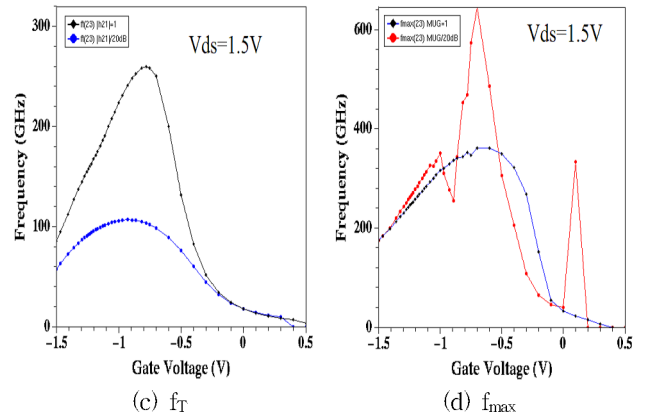 ft(23) |h21|=1
ft(23) |h21|/20dB
Vds=1.5V
300
200
100
0
Frequency (GHz)
−1.5
−1
−0.5
0
0.5
Gate Voltage (V)
(c) fT
fmax(23) MUG=1
fmax(23) MUG/20dB
Vds=1.5V
600
400
200
0
Frequency (GHz)
−1.5
−1
−0.5
0
0.5
Gate Voltage (V)
(d) fmax